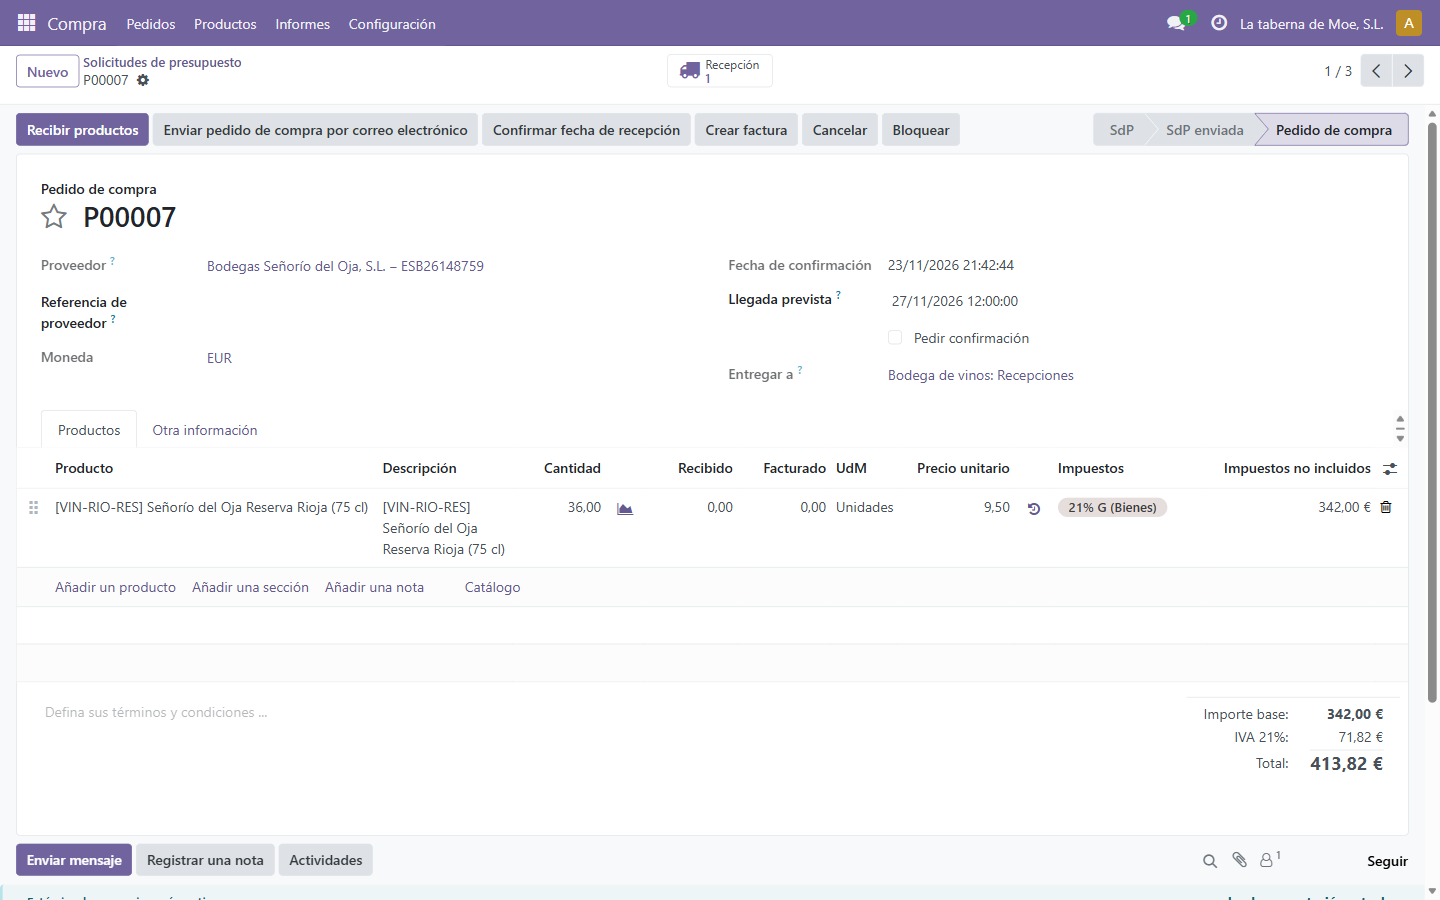 Compra Pedidos Productos Informes Configuración 1 La taberna de Moe, S.L. A
Nuevo Solicitudes de presupuesto
P00007
Recepción
1
1 / 3
Recibir productos Enviar pedido de compra por correo electrónico Confirmar fecha de recepción Crear factura Cancelar Bloquear SdP SdP enviada Pedido de compra
Pedido de compra
P00007
Proveedor ? Bodegas Señorío del Oja, S.L. – ESB26148759
Referencia de
proveedor ?
Moneda EUR
Fecha de confirmación 23/11/2026 21:42:44
Llegada prevista ? 27/11/2026 12:00:00
Pedir confirmación
Entregar a ? Bodega de vinos: Recepciones
Productos Otra información
Producto Descripción Cantidad Recibido Facturado UdM Precio unitario Impuestos Impuestos no incluidos
[VIN-RIO-RES] Señorío del Oja Reserva Rioja (75 cl) [VIN-RIO-RES] 36,00 0,00 0,00 Unidades 9,50 21% G (Bienes) 342,00 €
Señorío del Oja
Reserva Rioja (75 cl)
Añadir un producto Añadir una sección Añadir una nota Catálogo
Defina sus términos y condiciones ...
Importe base: 342,00 €
IVA 21%: 71,82 €
Total: 413,82 €
Enviar mensaje Registrar una nota Actividades 1 Seguir